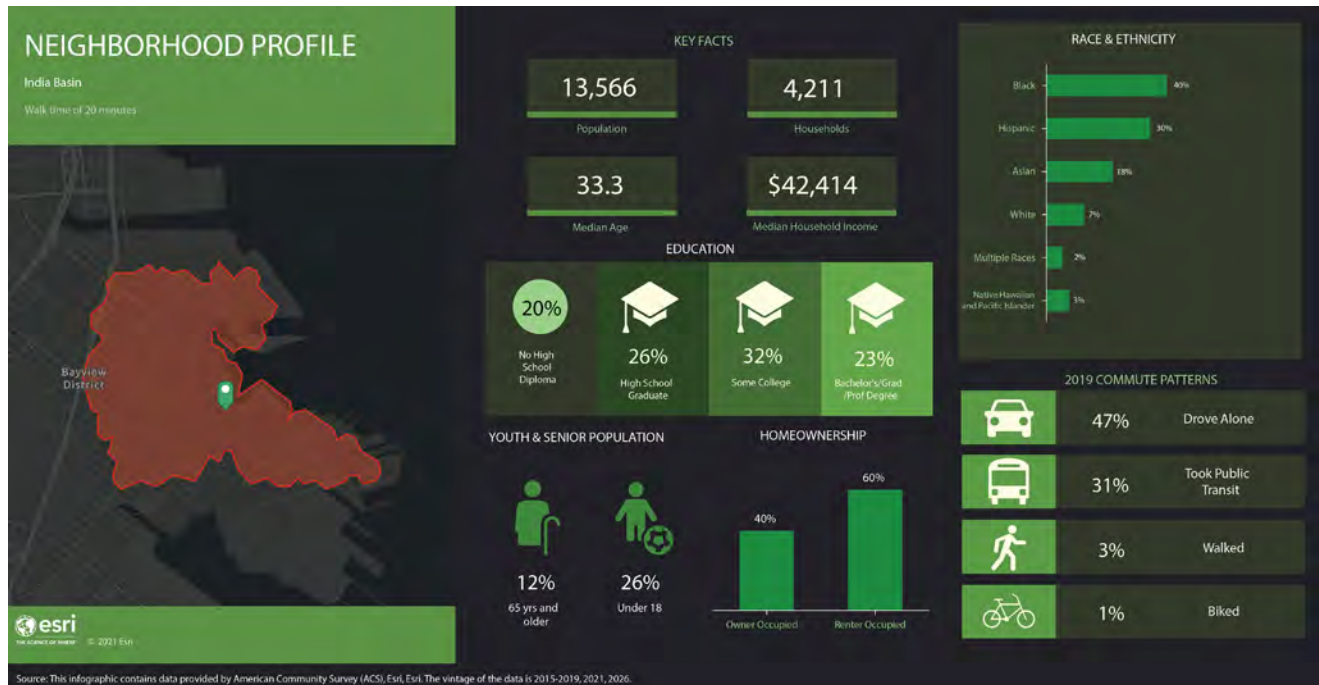 NEIGHBORHOOD PROFILE
India Basin
Walk time of 20 minutes
Bayview
District
esri
THE SCIENCE OF WHERE
© 2021 Esri
KEY FACTS
13,566
Population
4,211
Households
33.3
Median Age
$42,414
Median Household Income
EDUCATION
20%
No High
School
Diploma
26%
High School
Graduate
32%
Some College
23%
Bachelor's/Grad
/Prof Degree
YOUTH & SENIOR POPULATION
12%
65 yrs and
older
26%
Under 18
HOMEOWNERSHIP
40%
60%
Owner Occupied
Renter Occupied
RACE & ETHNICITY
Black
40%
Hispanic
30%
Asian
18%
White
7%
Multiple Races
2%
Native Hawaiian
and Pacific Islander
3%
2019 COMMUTE PATTERNS
47%
Drove Alone
31%
Took Public
Transit
3%
Walked
1%
Biked
Source: This infographic contains data provided by American Community Survey (ACS), Esri, Esri. The vintage of the data is 2015-2019, 2021, 2026.